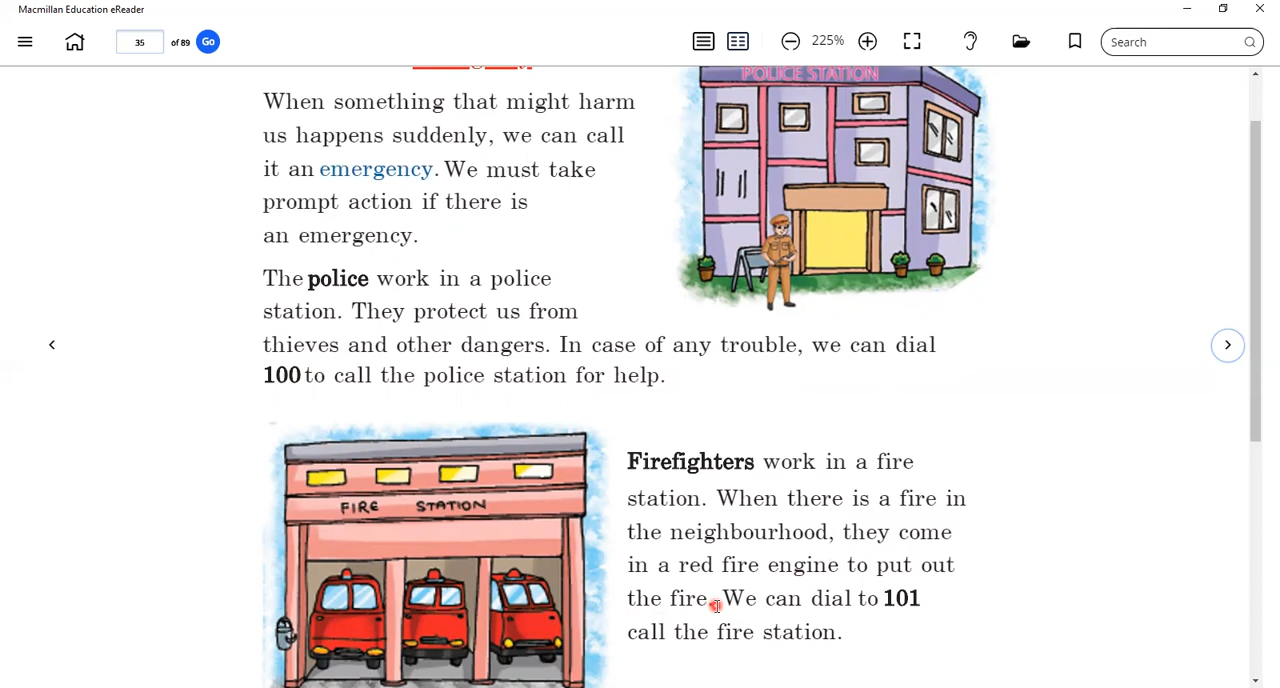 Macmillan Education eReader
35 of 89 Go 225% Search
POLICE STATION
When something that might harm
us happens suddenly, we can call
it an emergency. We must take
prompt action if there is
an emergency.
The police work in a police
station. They protect us from
thieves and other dangers. In case of any trouble, we can dial
100 to call the police station for help.
FIRE STATION
Firefighters work in a fire
station. When there is a fire in
the neighbourhood, they come
in a red fire engine to put out
the fire. We can dial to 101
call the fire station.